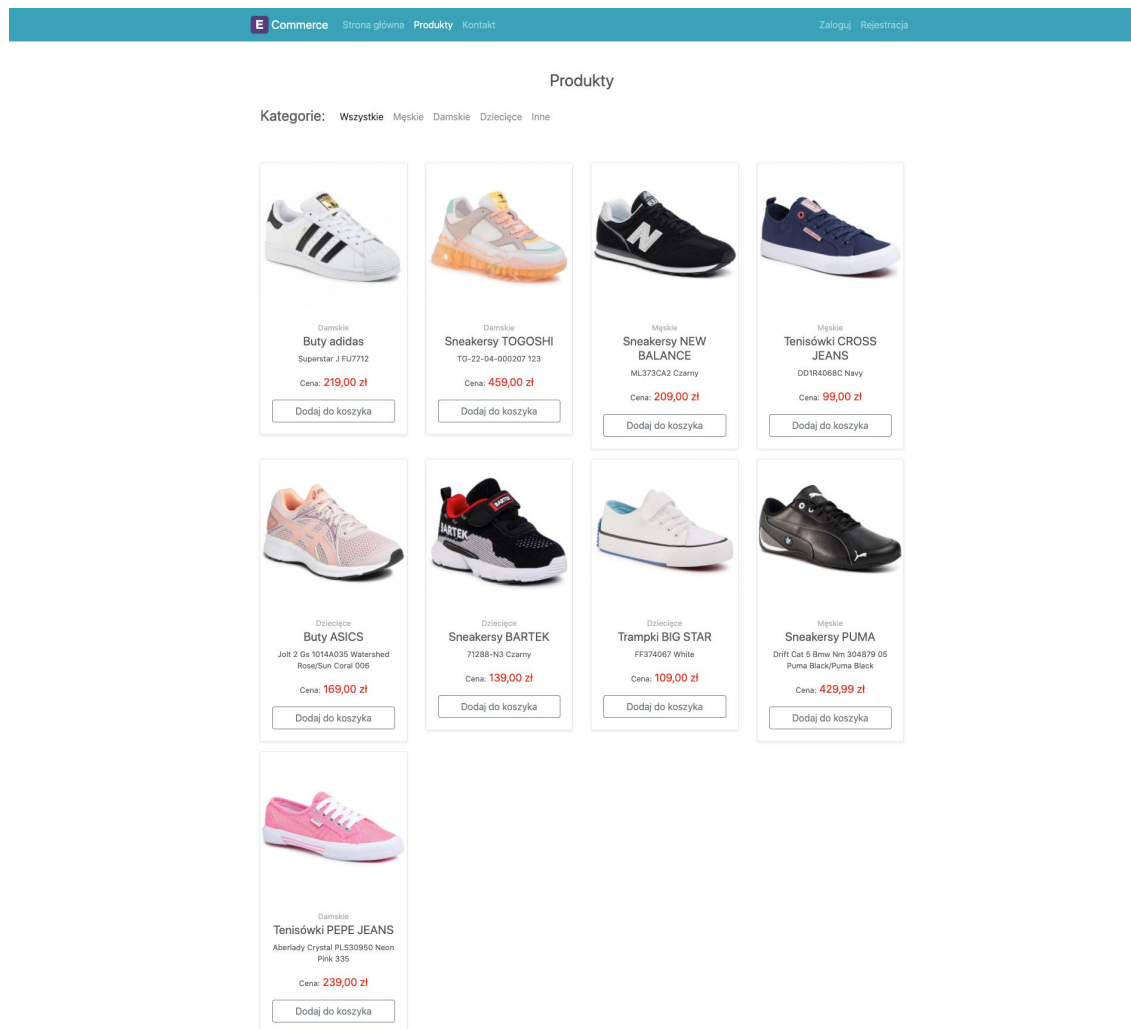 E Commerce Strona główna Produkty Kontakt Zaloguj Rejestracja
Produkty
Kategorie: Wszystkie Męskie Damskie Dziecięce Inne
Damskie
Buty adidas
Superstar J FU7712
Cena: 219,00 zł
Dodaj do koszyka
Damskie
Sneakersy TOGOSHI
TG-22-04-000207 123
Cena: 459,00 zł
Dodaj do koszyka
N
Męskie
Sneakersy NEW
BALANCE
ML373CA2 Czarny
Cena: 209,00 zł
Dodaj do koszyka
Męskie
Tenisówki CROSS
JEANS
DD1R4068C Navy
Cena: 99,00 zł
Dodaj do koszyka
Dziecięce
Buty ASICS
Jolt 2 Gs 1014A035 Watershed
Rose/Sun Coral 006
Cena: 169,00 zł
Dodaj do koszyka
BARTEK
BARTEK
Dziecięce
Sneakersy BARTEK
71288-N3 Czarny
Cena: 139,00 zł
Dodaj do koszyka
Dziecięce
Trampki BIG STAR
FF374067 White
Cena: 109,00 zł
Dodaj do koszyka
Męskie
Sneakersy PUMA
Drift Cat 5 Bmw Nm 304879 05
Puma Black/Puma Black
Cena: 429,99 zł
Dodaj do koszyka
Damskie
Tenisówki PEPE JEANS
Aberlady Crystal PLS30950 Neon
Pink 335
Cena: 239,00 zł
Dodaj do koszyka